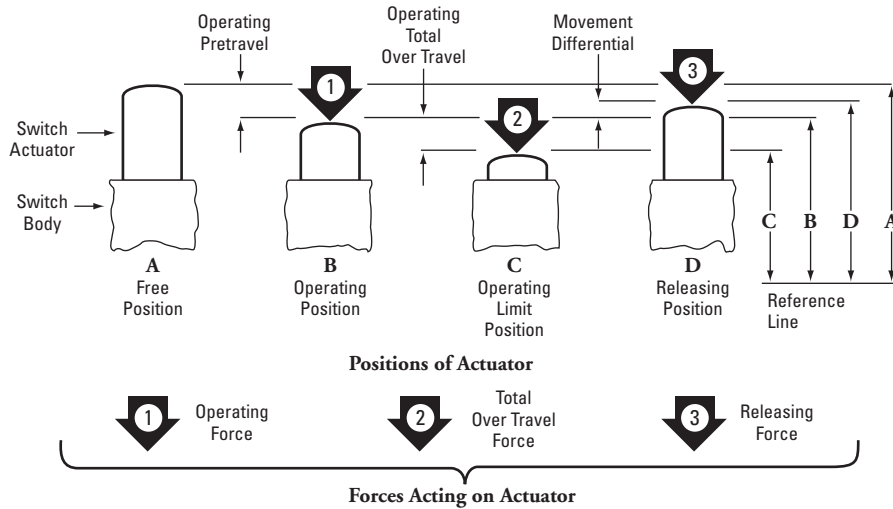 Operating
Pretravel
Operating
Total
Over Travel
Movement
Differential
1
2
3
Switch
Actuator
Switch
Body
A
Free
Position
B
Operating
Position
C
Operating
Limit
Position
D
Releasing
Position
C
B
D
A
Reference
Line
Positions of Actuator
1
Operating
Force
2
Total
Over Travel
Force
3
Releasing
Force
Forces Acting on Actuator